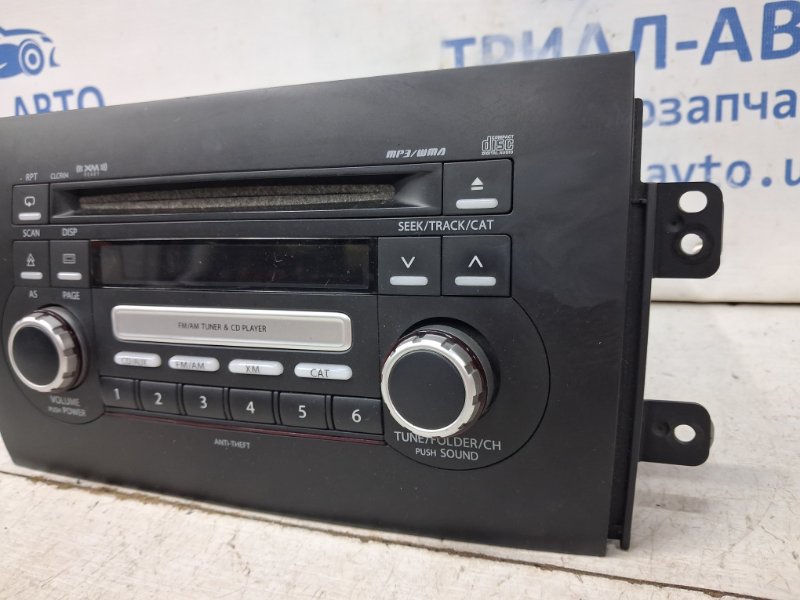 ТРИАЛ-АВ
АВТО
озапча
avto.u
RPT
CLCR04
XM
READY
MP3/WMA
COMPACT
disc
DIGITAL AUDIO
SCAN
DISP
SEEK/TRACK/CAT
AS
PAGE
FM/AM TUNER & CD PLAYER
CD·AUX
FM/AM
XM
CAT
1
2
3
4
5
6
VOLUME
PUSH POWER
ANTI-THEFT
TUNE/FOLDER/CH
PUSH SOUND